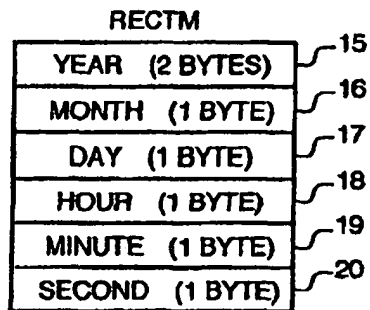 RECTM
YEAR (2 BYTES) 15
MONTH (1 BYTE) 16
DAY (1 BYTE) 17
HOUR (1 BYTE) 18
MINUTE (1 BYTE) 19
SECOND (1 BYTE) 20